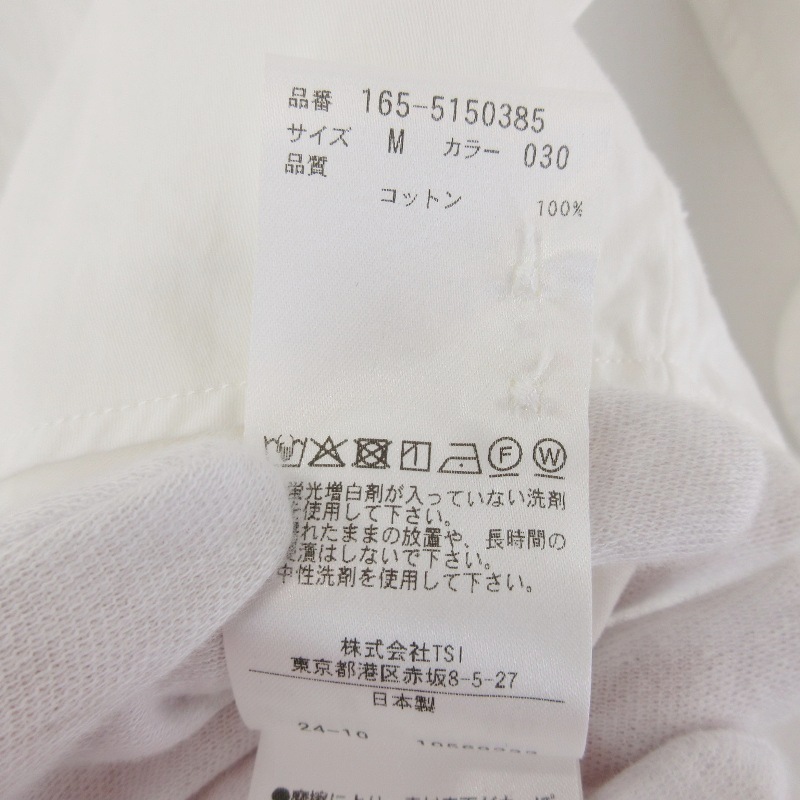 品番 165-5150385
サイズ M カラー 030
品質
コットン 100%
F W
蛍光増白剤が入っていない洗剤
を使用して下さい。
濡れたままの放置や、長時間の
浸漬はしないで下さい。
中性洗剤を使用して下さい。
株式会社TSI
東京都港区赤坂8-5-27
日本製
24-10